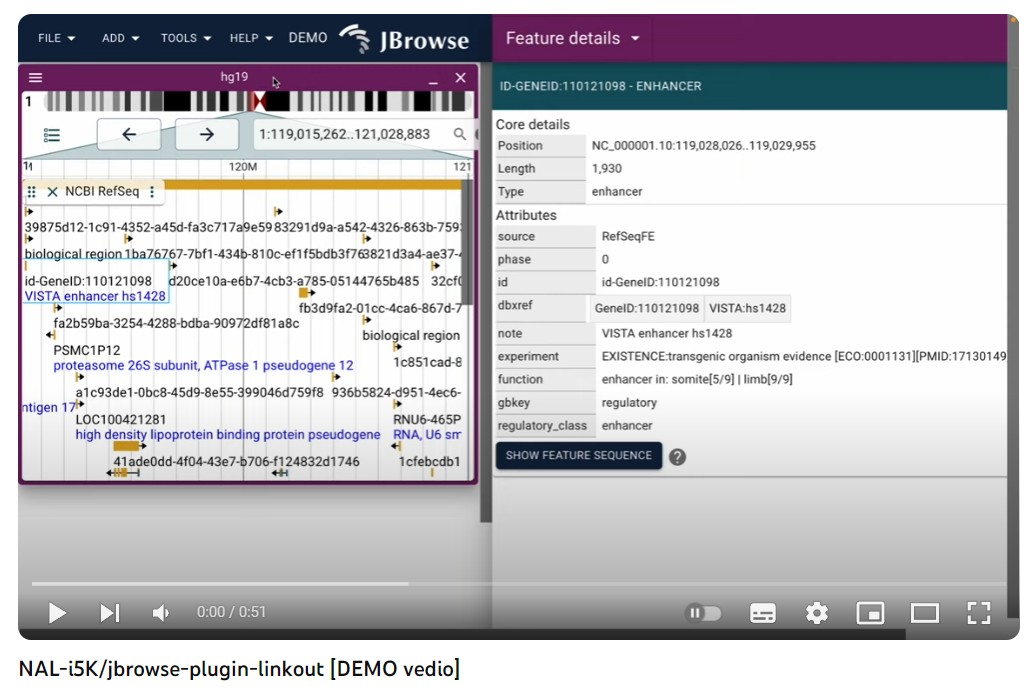 FILE ADD TOOLS HELP DEMO JBrowse
hg19
1
1:119,015,262..121,028,883
120M 121
NCBI RefSeq
39875d12-1c91-4352-a45d-fa3c717a9e59 83291d9a-a542-4326-863b-759
biological region 1ba76767-7bf1-434b-810c-ef1f5bdb3f76 3821d3a4-ae37-
id-GeneID:110121098 d20ce10a-e6b7-4cb3-a785-05144765b485 32cf0
VISTA enhancer hs1428
fb3d9fa2-01cc-4ca6-867d-7
fa2b59ba-3254-4288-bdba-90972df81a8c
biological region
PSMC1P12
proteasome 26S subunit, ATPase 1 pseudogene 12
1c851cad-8
a1c93de1-0bc8-45d9-8e55-399046d759f8 936b5824-d951-4ec6-
ntigen 17
LOC100421281 RNU6-465P
high density lipoprotein binding protein pseudogene RNA, U6 sm
41ade0dd-4f04-43e7-b706-f124832d1746 1cfebcdb1
Feature details
ID-GENEID:110121098 - ENHANCER
Core details
Position NC_000001.10:119,028,026..119,029,955
Length 1,930
Type enhancer
Attributes
source RefSeqFE
phase 0
id id-GeneID:110121098
dbxref GeneID:110121098 VISTA:hs1428
note VISTA enhancer hs1428
experiment EXISTENCE:transgenic organism evidence [ECO:0001131][PMID:17130149
function enhancer in: somite[5/9] | limb[9/9]
gbkey regulatory
regulatory_class enhancer
SHOW FEATURE SEQUENCE ?
0:00 / 0:51
NAL-i5K/jbrowse-plugin-linkout [DEMO vedio]